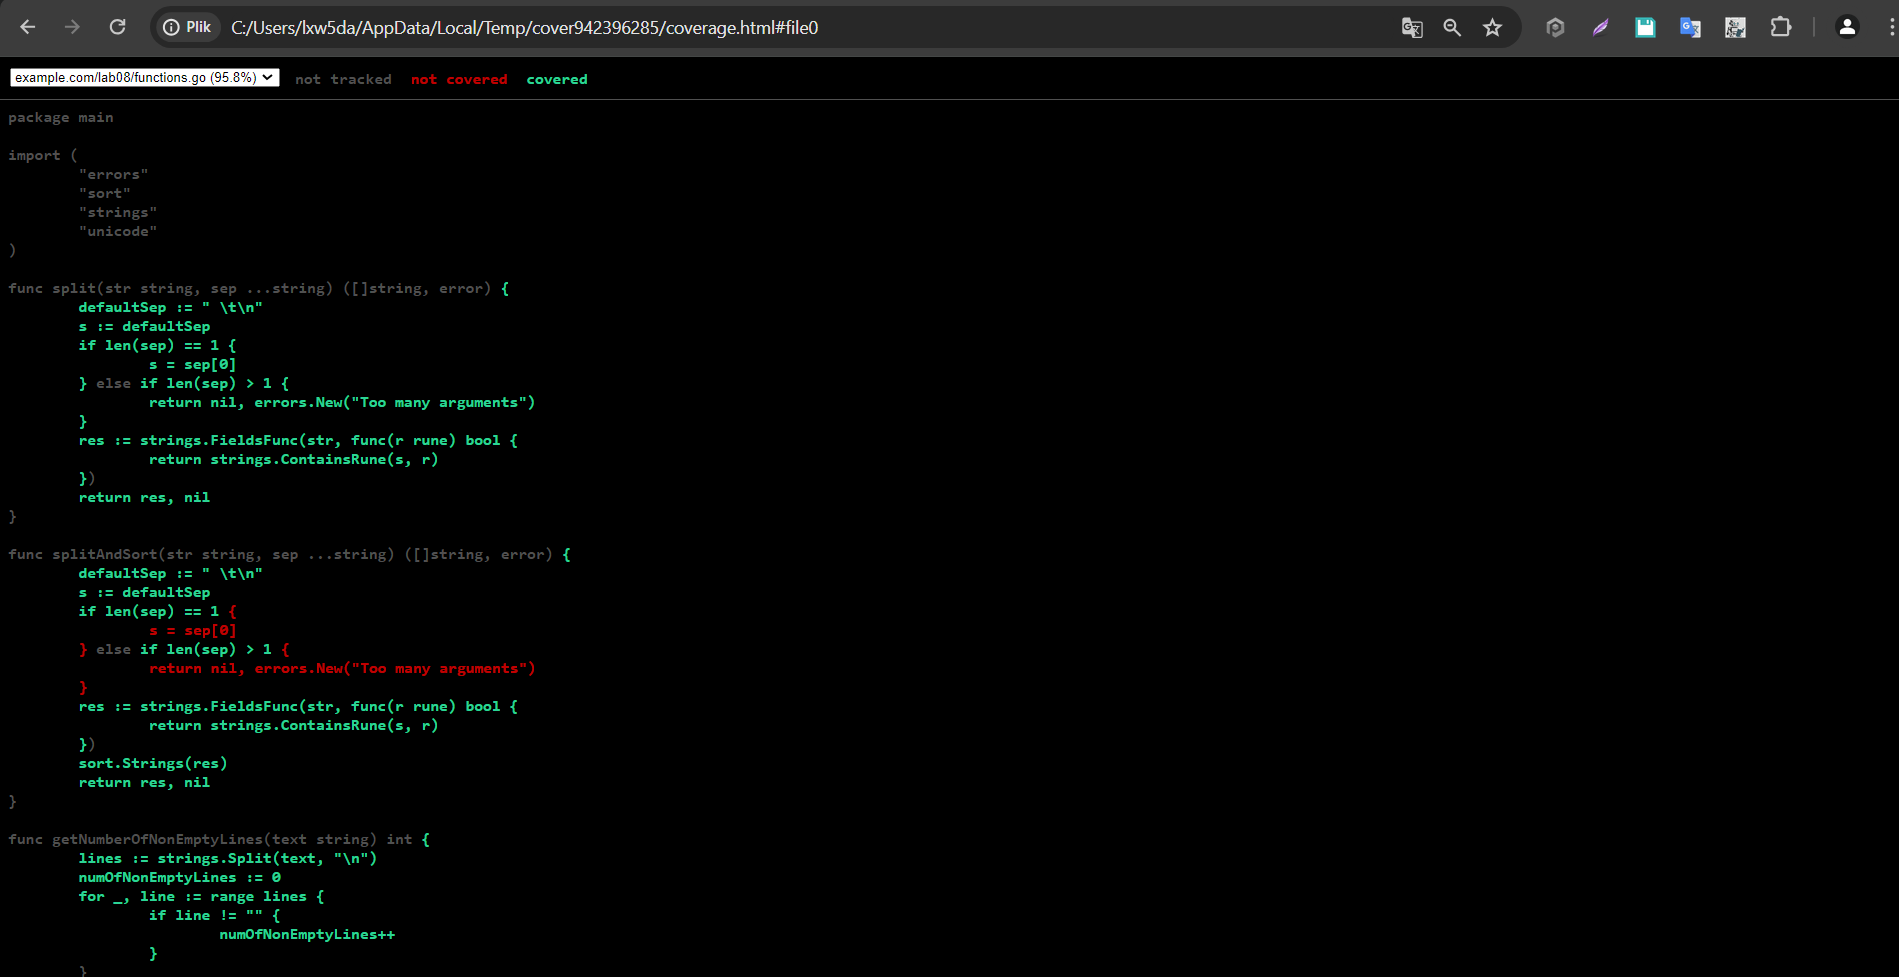 Plik C:/Users/lxw5da/AppData/Local/Temp/cover942396285/coverage.html#file0
example.com/lab08/functions.go (95.8%) not tracked not covered covered
package main
import (
"errors"
"sort"
"strings"
"unicode"
)
func split(str string, sep ...string) ([]string, error) {
defaultSep := " \t\n"
s := defaultSep
if len(sep) == 1 {
s = sep[0]
} else if len(sep) > 1 {
return nil, errors.New("Too many arguments")
}
res := strings.FieldsFunc(str, func(r rune) bool {
return strings.ContainsRune(s, r)
})
return res, nil
}
func splitAndSort(str string, sep ...string) ([]string, error) {
defaultSep := " \t\n"
s := defaultSep
if len(sep) == 1 {
s = sep[0]
} else if len(sep) > 1 {
return nil, errors.New("Too many arguments")
}
res := strings.FieldsFunc(str, func(r rune) bool {
return strings.ContainsRune(s, r)
})
sort.Strings(res)
return res, nil
}
func getNumberOfNonEmptyLines(text string) int {
lines := strings.Split(text, "\n")
numOfNonEmptyLines := 0
for _, line := range lines {
if line != "" {
numOfNonEmptyLines++
}
}